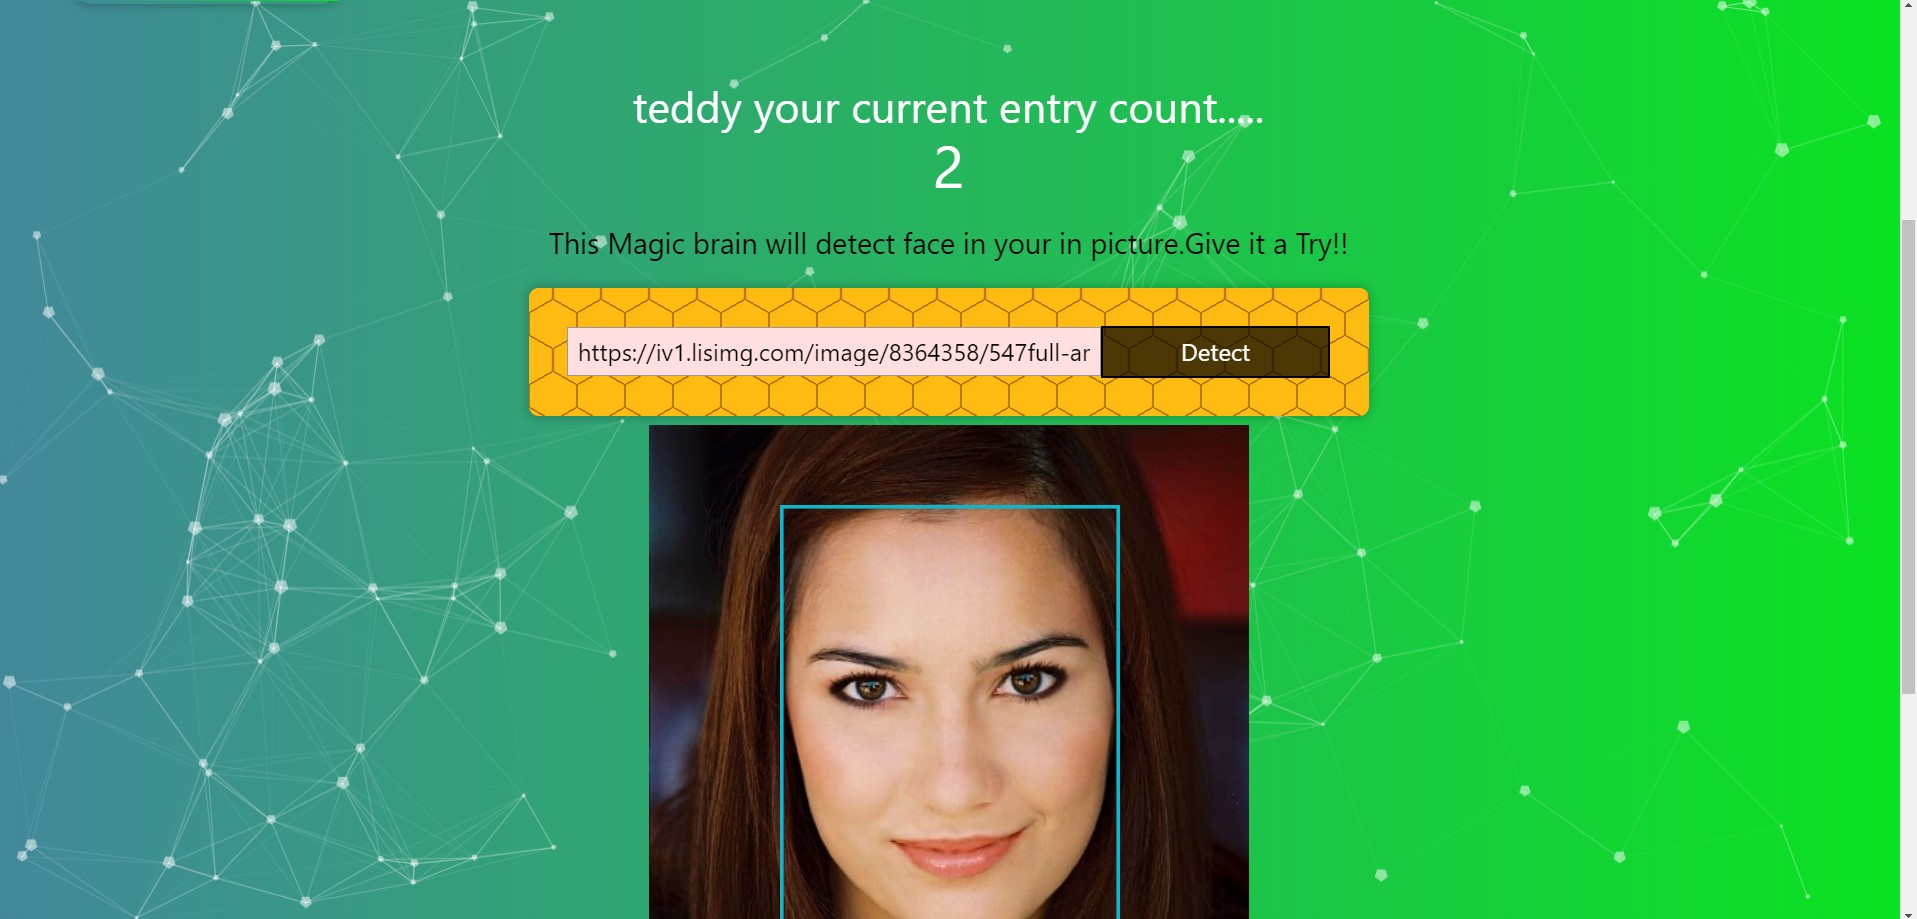 teddy your current entry count.....
2
This Magic brain will detect face in your in picture.Give it a Try!!
https://iv1.lisimg.com/image/8364358/547full-ar
Detect